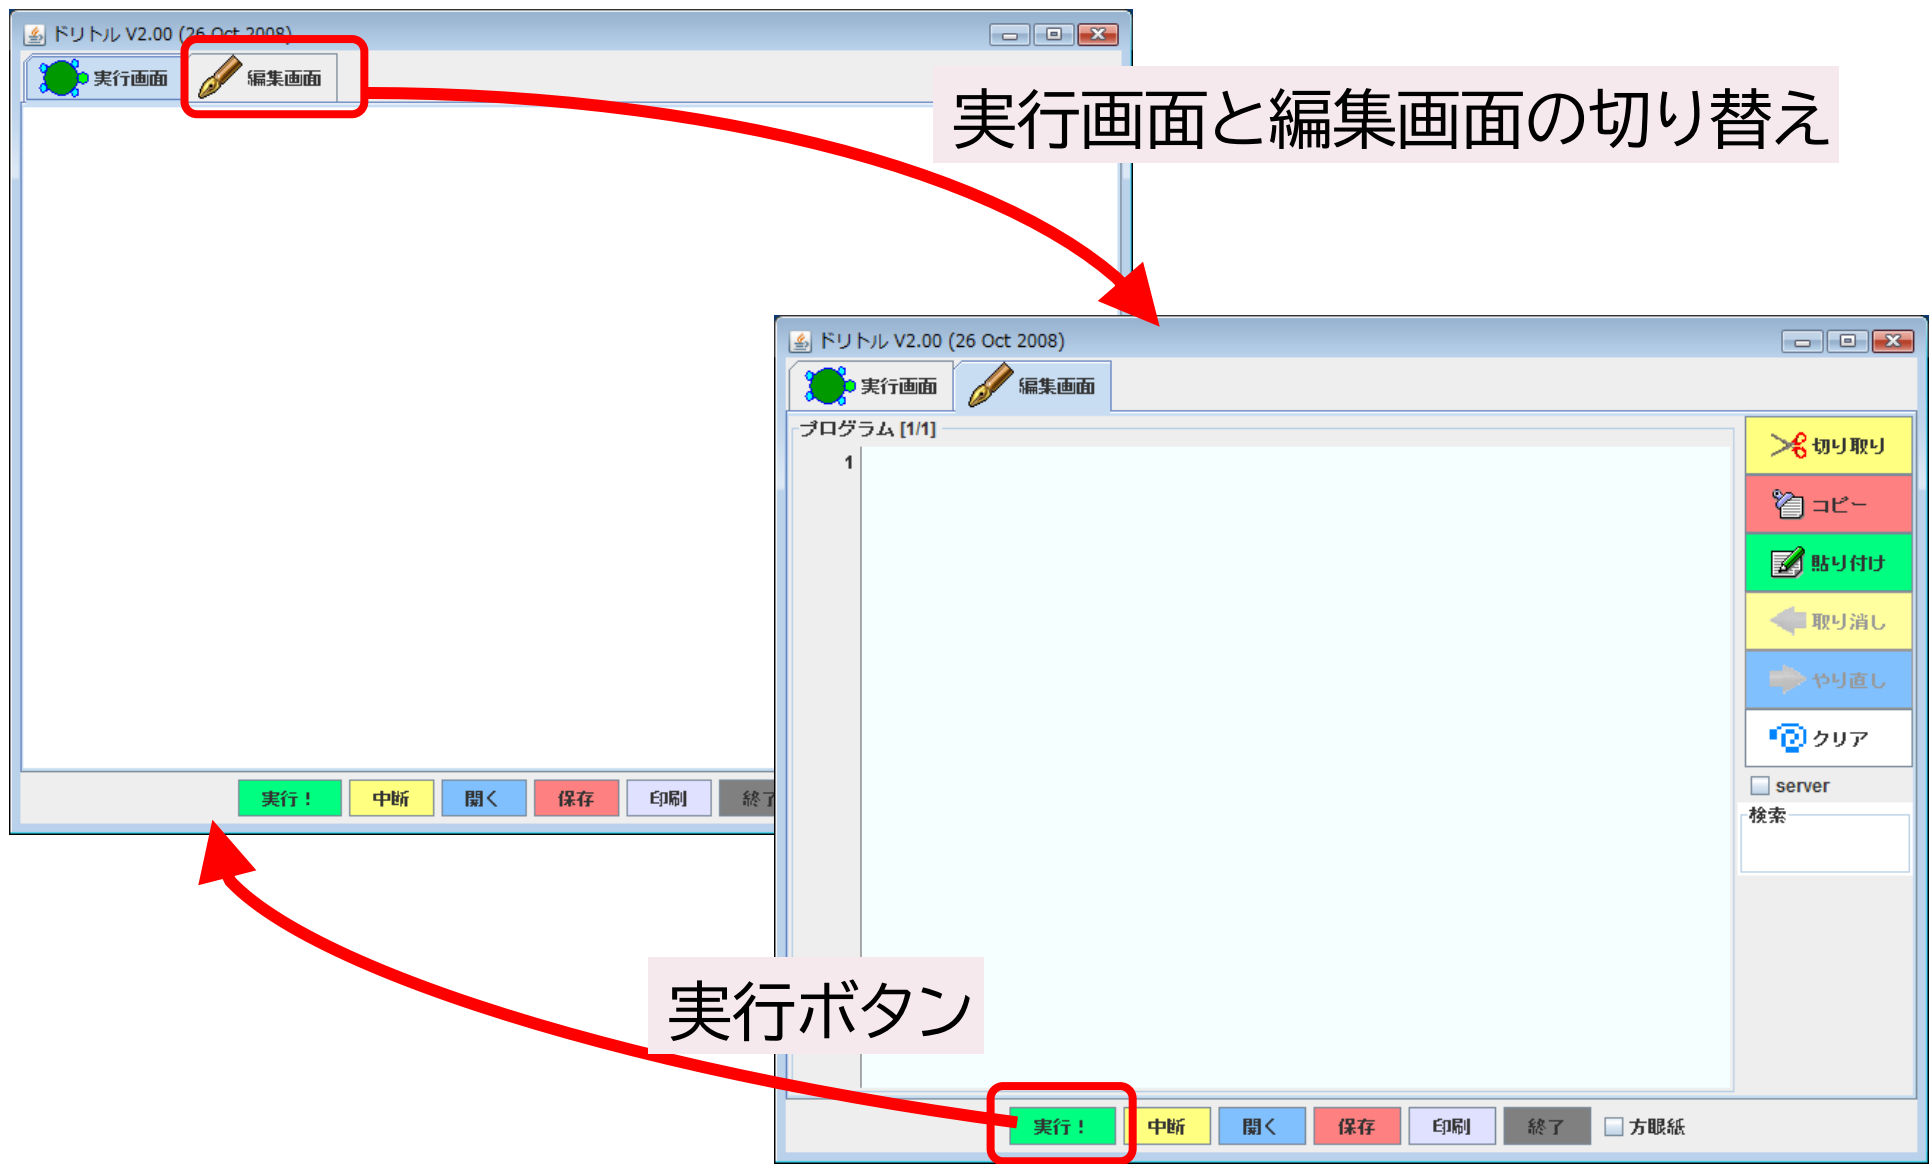 ドリトル V2.00 (26 Oct 2008)
実行画面 編集画面
実行画面と編集画面の切り替え
実行！ 中断 開く 保存 印刷 終了
ドリトル V2.00 (26 Oct 2008)
実行画面 編集画面
プログラム [1/1]
1
切り取り
コピー
貼り付け
取り消し
やり直し
クリア
server
検索
実行ボタン
実行！ 中断 開く 保存 印刷 終了 方眼紙